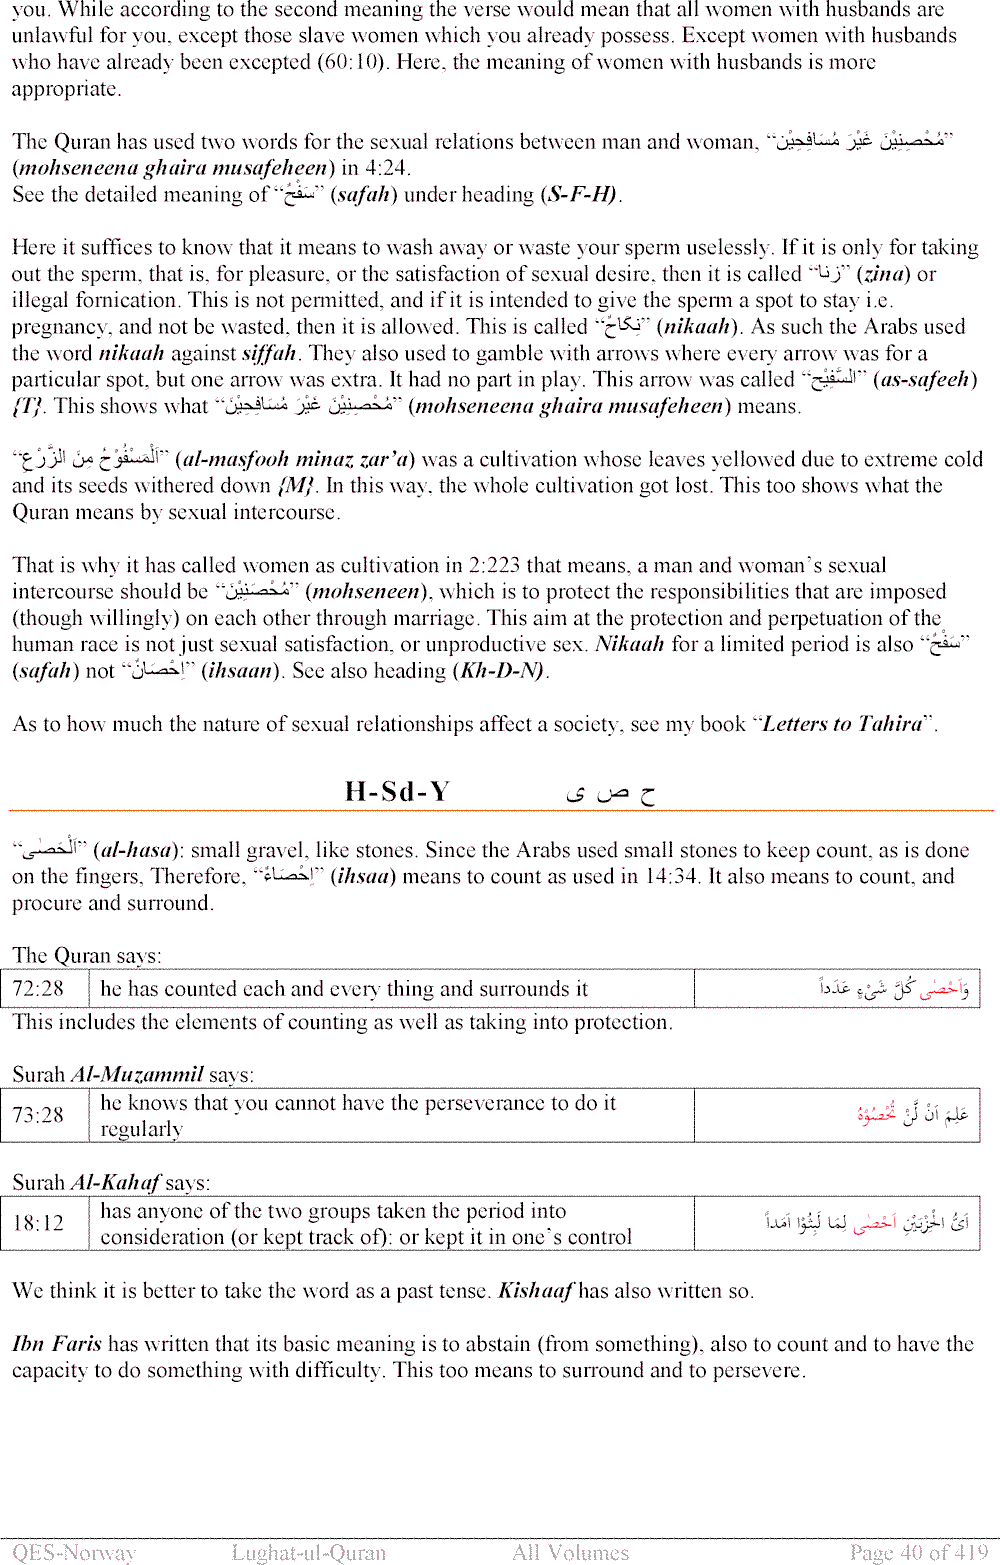 you. While according to the second meaning the verse would mean that all women with husbands are
unlawful for you, except those slave women which you already possess. Except women with husbands
who have already been excepted (60:10). Here, the meaning of women with husbands is more
appropriate.
The Quran has used two words for the sexual relations between man and woman, “مُحْصِنِيْنَ غَيْرَ مُسَافِحِيْن”
(mohseneena ghaira musafeheen) in 4:24.
See the detailed meaning of “سَفْحٌ” (safah) under heading (S-F-H).
Here it suffices to know that it means to wash away or waste your sperm uselessly. If it is only for taking
out the sperm, that is, for pleasure, or the satisfaction of sexual desire, then it is called “زنا” (zina) or
illegal fornication. This is not permitted, and if it is intended to give the sperm a spot to stay i.e.
pregnancy, and not be wasted, then it is allowed. This is called “نِكَاحٌ” (nikaah). As such the Arabs used
the word nikaah against siffah. They also used to gamble with arrows where every arrow was for a
particular spot, but one arrow was extra. It had no part in play. This arrow was called “السَّفِيْح” (as-safeeh)
{T}. This shows what “مُحْصِنِيْنَ غَيْرَ مُسَافِحِيْنَ” (mohseneena ghaira musafeheen) means.
“اَلْمَسْفُوْحُ مِنَ الزَّرْعِ” (al-masfooh minaz zar’a) was a cultivation whose leaves yellowed due to extreme cold
and its seeds withered down {M}. In this way, the whole cultivation got lost. This too shows what the
Quran means by sexual intercourse.
That is why it has called women as cultivation in 2:223 that means, a man and woman’s sexual
intercourse should be “مُحْصَنِيْنَ” (mohseneen), which is to protect the responsibilities that are imposed
(though willingly) on each other through marriage. This aim at the protection and perpetuation of the
human race is not just sexual satisfaction, or unproductive sex. Nikaah for a limited period is also “سَفْحٌ”
(safah) not “اِحْصَانٌ” (ihsaan). See also heading (Kh-D-N).
As to how much the nature of sexual relationships affect a society, see my book “Letters to Tahira”.
H-Sd-Y ح ص ى
“اَلْحَصٰى” (al-hasa): small gravel, like stones. Since the Arabs used small stones to keep count, as is done
on the fingers, Therefore, “اِحْصَاءٌ” (ihsaa) means to count as used in 14:34. It also means to count, and
procure and surround.
The Quran says:
72:28 he has counted each and every thing and surrounds it وَاَحْصٰى كُلَّ شَىْءٍ عَدَداً
This includes the elements of counting as well as taking into protection.
Surah Al-Muzammil says:
73:28 he knows that you cannot have the perseverance to do it
regularly عَلِمَ اَنْ لَّنْ تُحْصُوْهُ
Surah Al-Kahaf says:
18:12 has anyone of the two groups taken the period into
consideration (or kept track of): or kept it in one’s control اَىُّ الْحِزْبَيْنِ اَحْصٰى لِمَا لَبِثُوْا اَمَداً
We think it is better to take the word as a past tense. Kishaaf has also written so.
Ibn Faris has written that its basic meaning is to abstain (from something), also to count and to have the
capacity to do something with difficulty. This too means to surround and to persevere.
QES-Norway Lughat-ul-Quran All Volumes Page 40 of 419